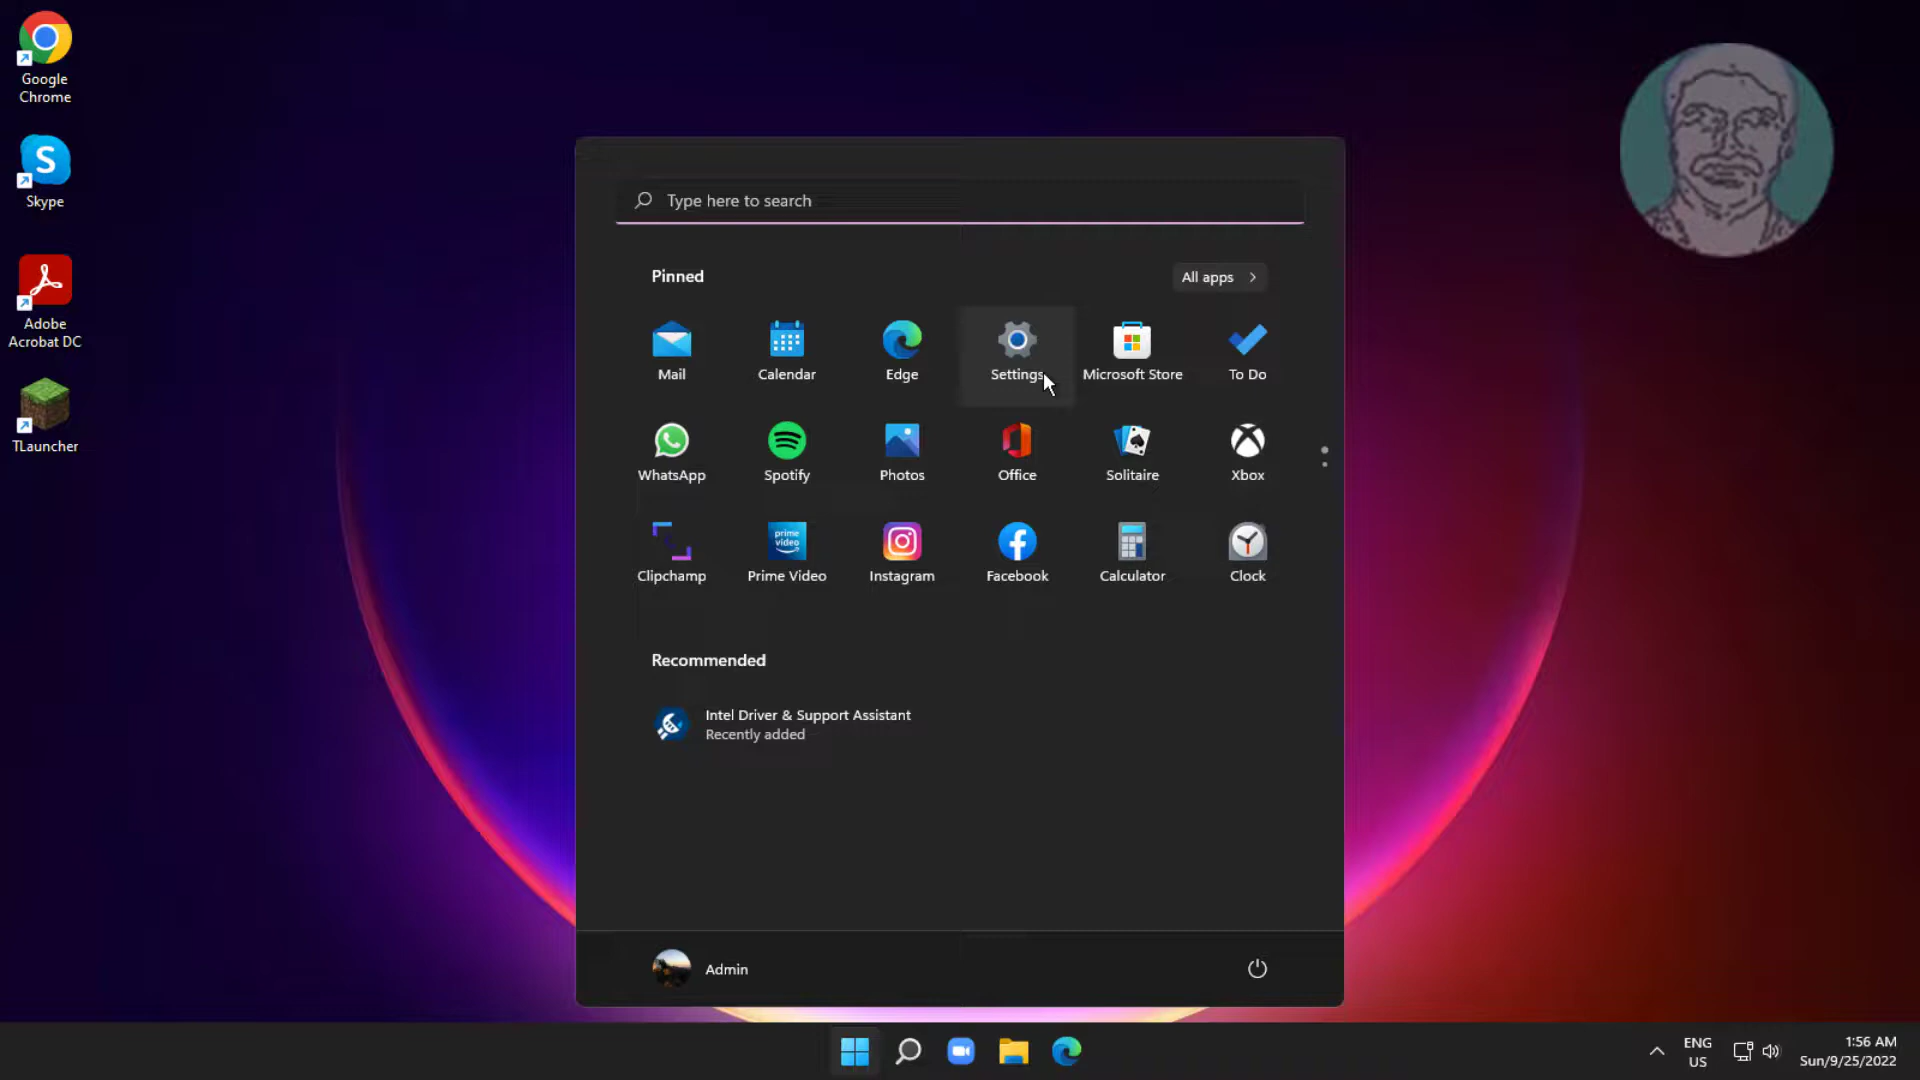 Google
Chrome
S
Skype
Adobe
Acrobat DC
TLauncher
Type here to search
Pinned
All apps
Mail
Calendar
Edge
Settings
Microsoft Store
To Do
WhatsApp
Spotify
Photos
Office
Solitaire
Xbox
Clipchamp
prime
video
Prime Video
Instagram
Facebook
Calculator
Clock
Recommended
Intel Driver & Support Assistant
Recently added
Admin
ENG
US
1:56 AM
Sun/9/25/2022